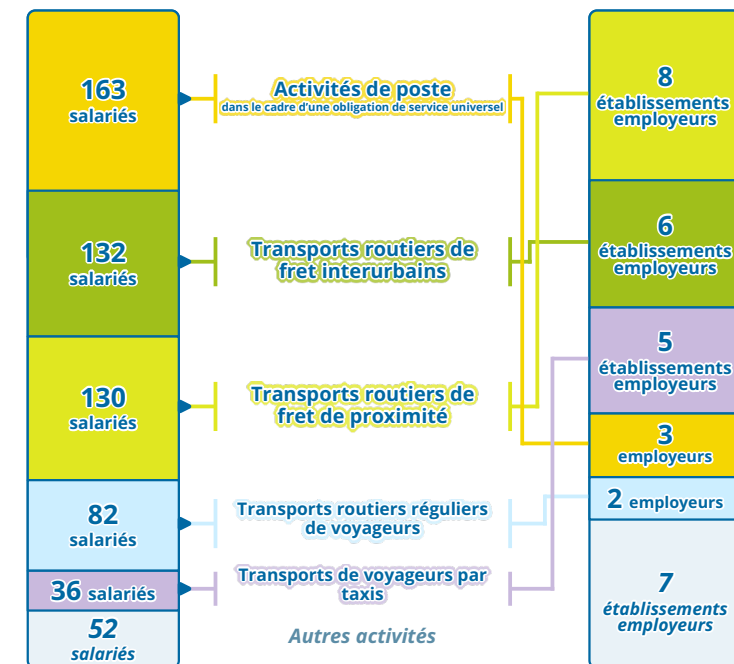 163
salariés
Activités de poste
dans le cadre d'une obligation de service universel
8
établissements
employeurs
132
salariés
Transports routiers de
fret interurbains
6
établissements
employeurs
130
salariés
Transports routiers de
fret de proximité
5
établissements
employeurs
3
employeurs
82
salariés
Transports routiers réguliers
de voyageurs
2 employeurs
36 salariés
Transports de voyageurs par
taxis
52
salariés
Autres activités
7
établissements
employeurs